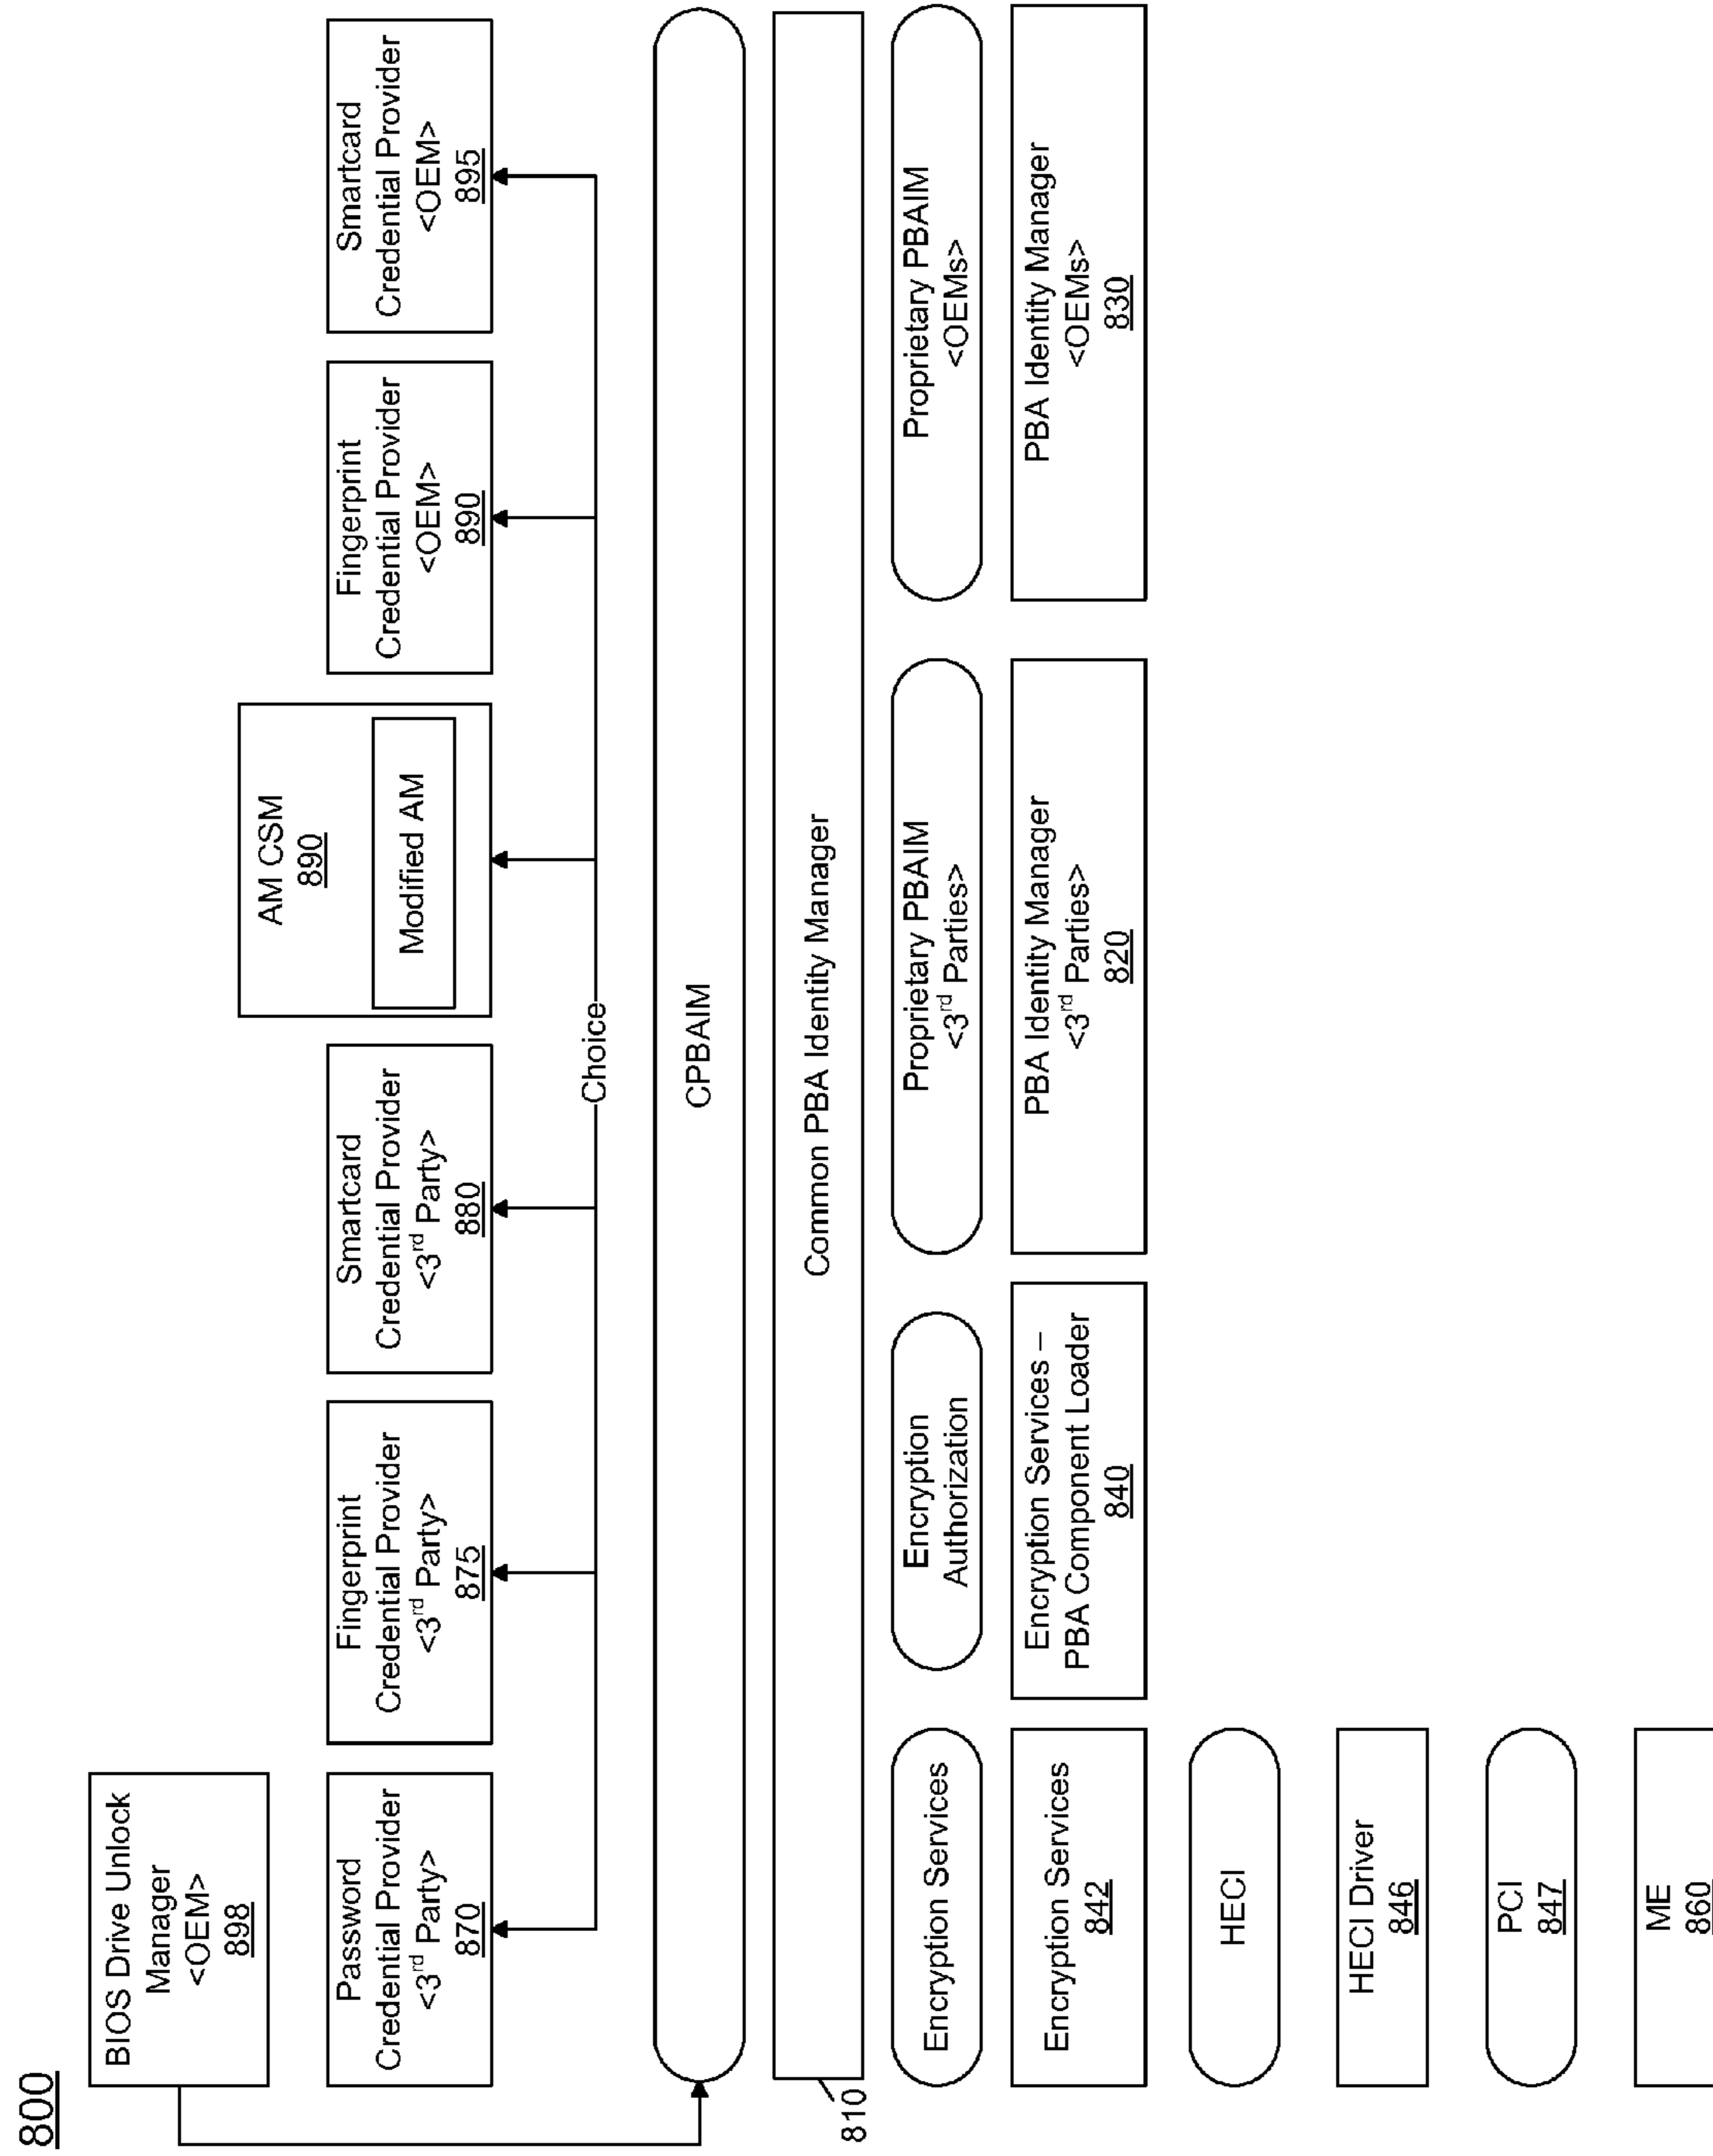 800
BIOS Drive Unlock
Manager
<OEM>
898
Password
Credential Provider
<3rd Party>
870
Fingerprint
Credential Provider
<3rd Party>
875
Smartcard
Credential Provider
<3rd Party>
880
AM CSM
890
Modified AM
Fingerprint
Credential Provider
<OEM>
890
Smartcard
Credential Provider
<OEM>
895
Choice
CPBAIM
Common PBA Identity Manager
810
Encryption Services
Encryption
Authorization
Proprietary PBAIM
<3rd Parties>
Proprietary PBAIM
<OEMs>
Encryption Services
842
Encryption Services –
PBA Component Loader
840
PBA Identity Manager
<3rd Parties>
820
PBA Identity Manager
<OEMs>
830
HECI
HECI Driver
846
PCI
847
ME
860